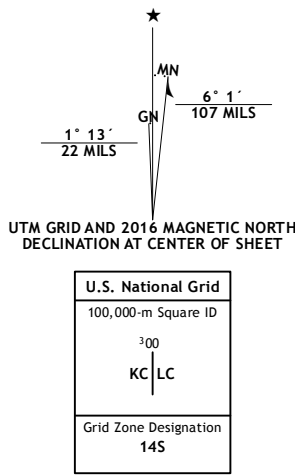 ★
MN
GN
6° 1´
107 MILS
1° 13´
22 MILS
UTM GRID AND 2016 MAGNETIC NORTH
DECLINATION AT CENTER OF SHEET
U.S. National Grid
100,000-m Square ID
³00
KC LC
Grid Zone Designation
14S